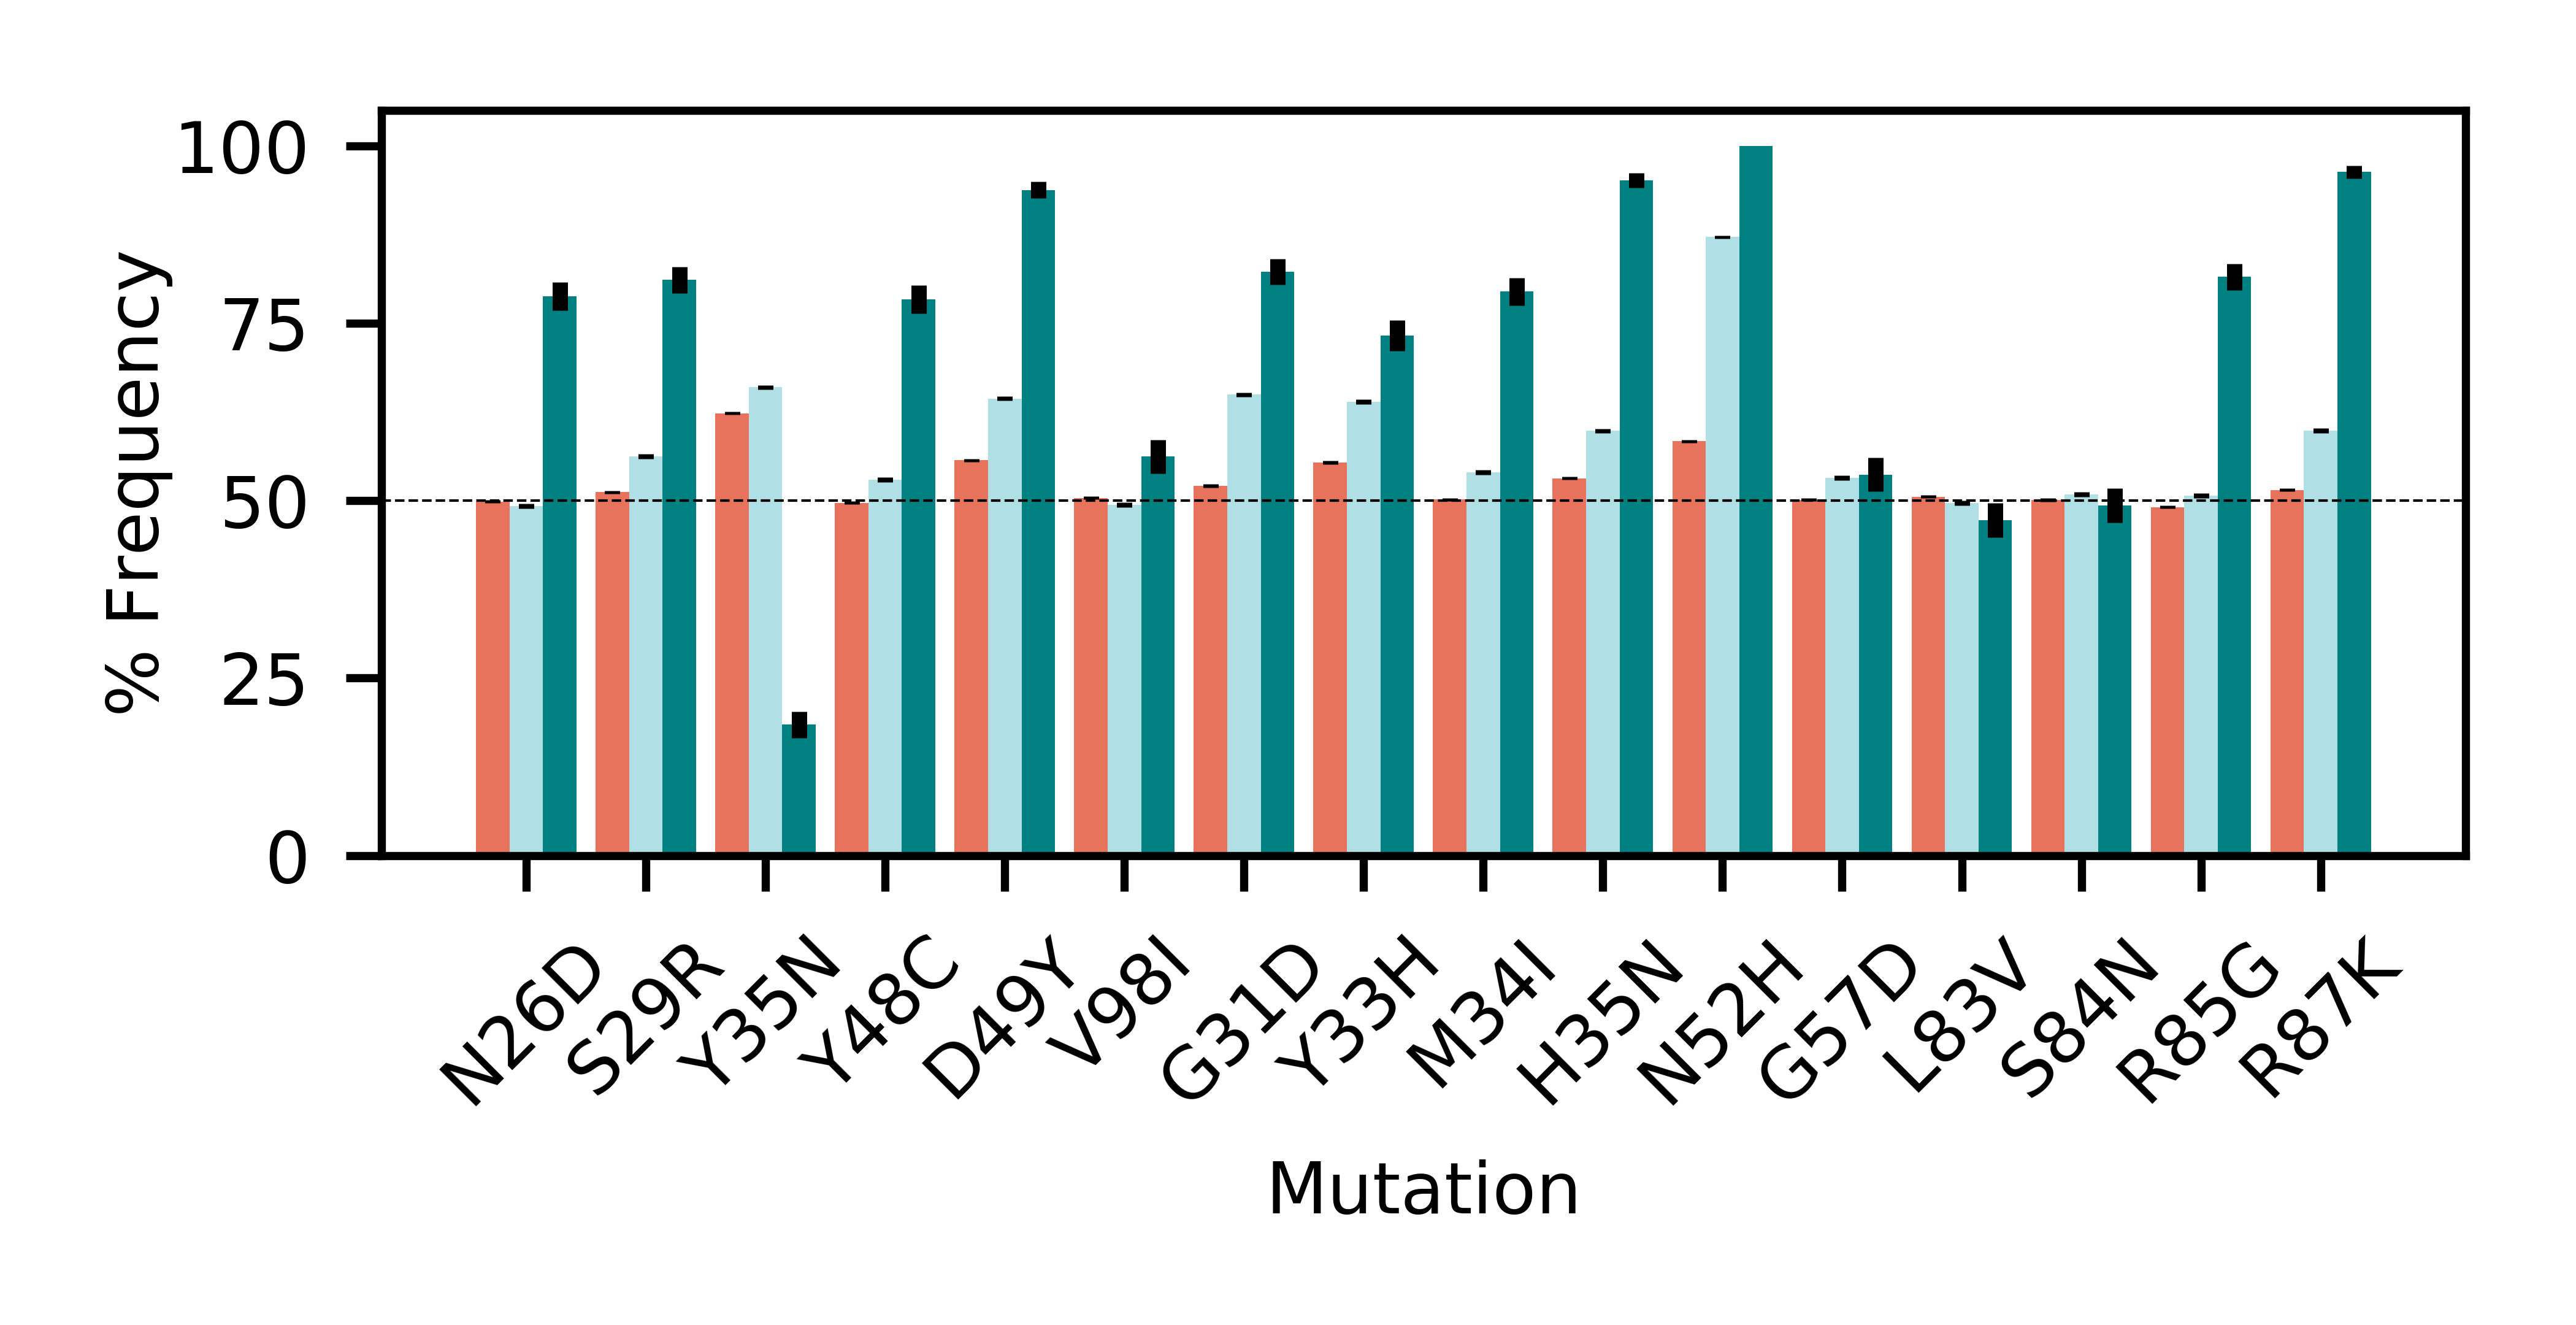 % Frequency
100
75
50
25
0
N26D
S29R
Y35N
Y48C
D49Y
V98I
G31D
Y33H
M34I
H35N
N52H
G57D
L83V
S84N
R85G
R87K
Mutation